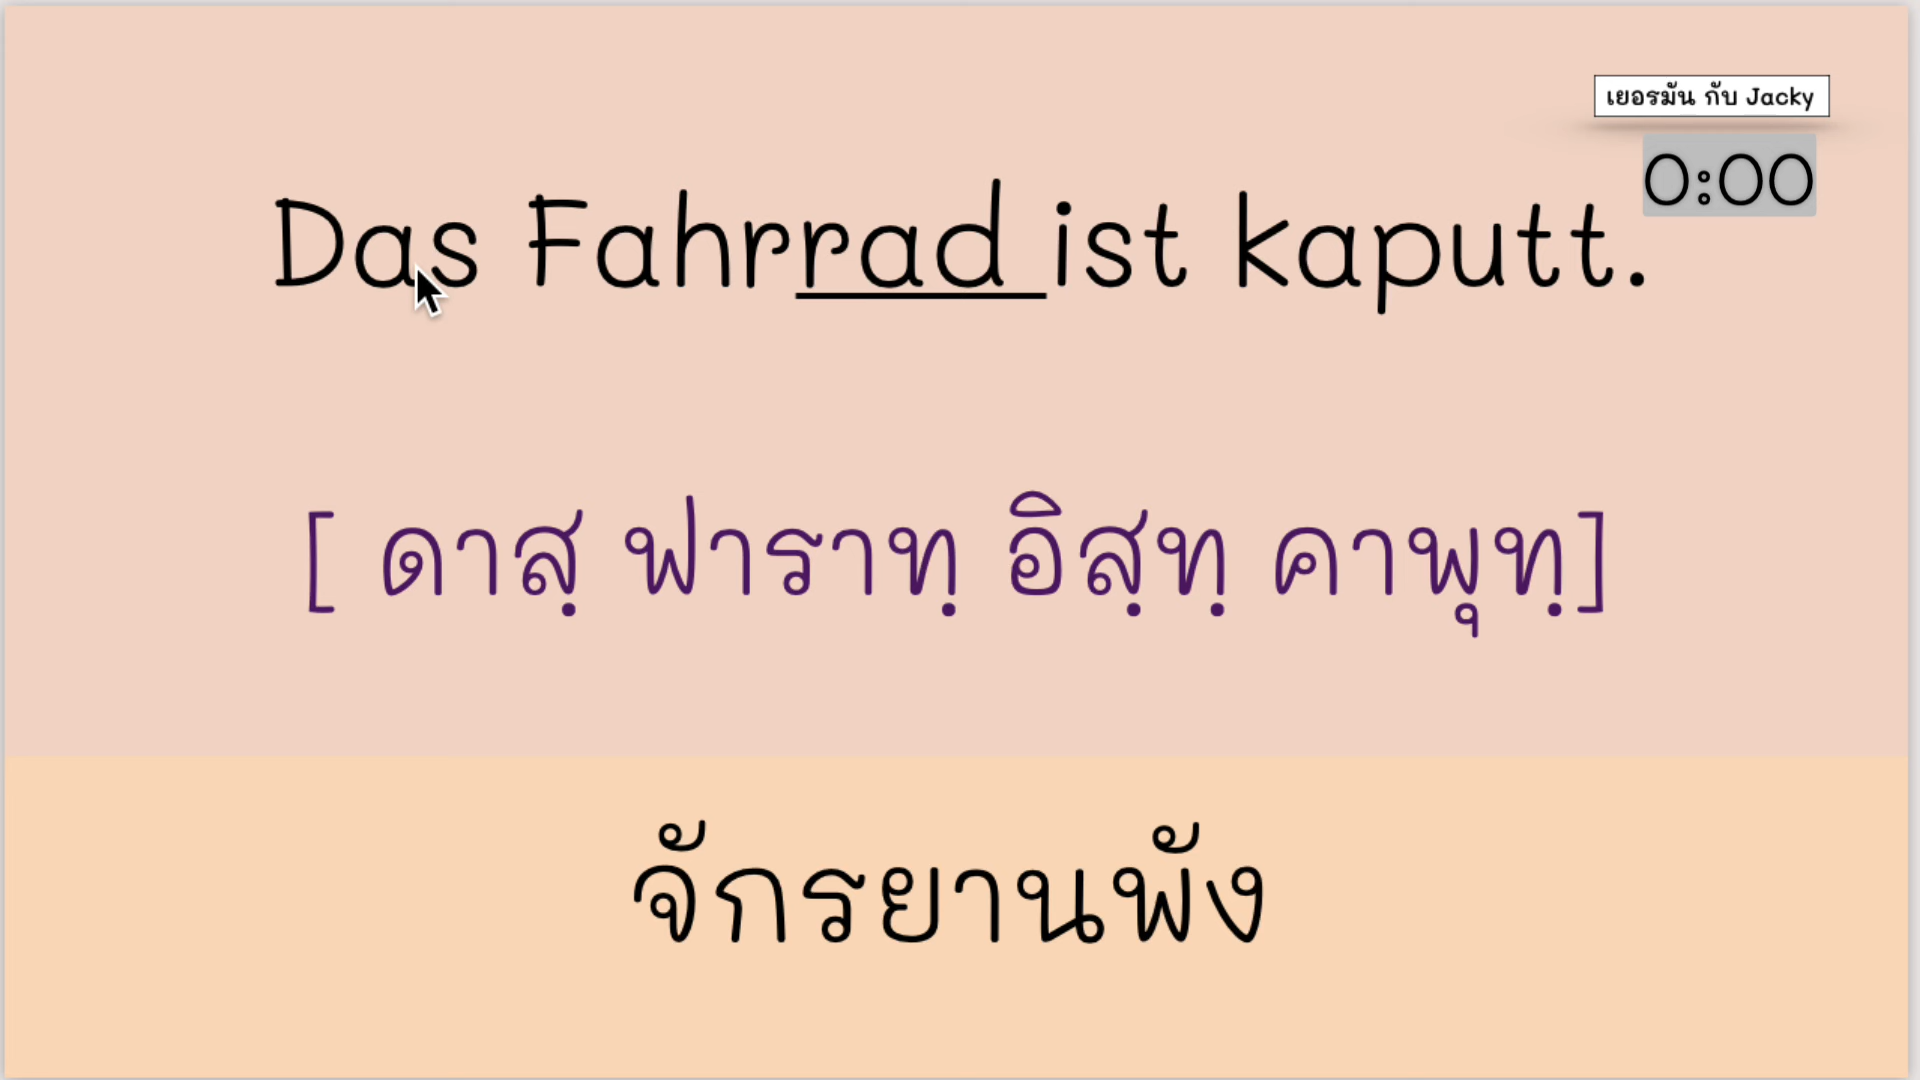 เยอรมัน กับ Jacky
0:00
Das Fahrrad ist kaputt.
[ ดาสฺ ฟาราทฺ อิสฺทฺ คาพุทฺ]
จักรยานพัง